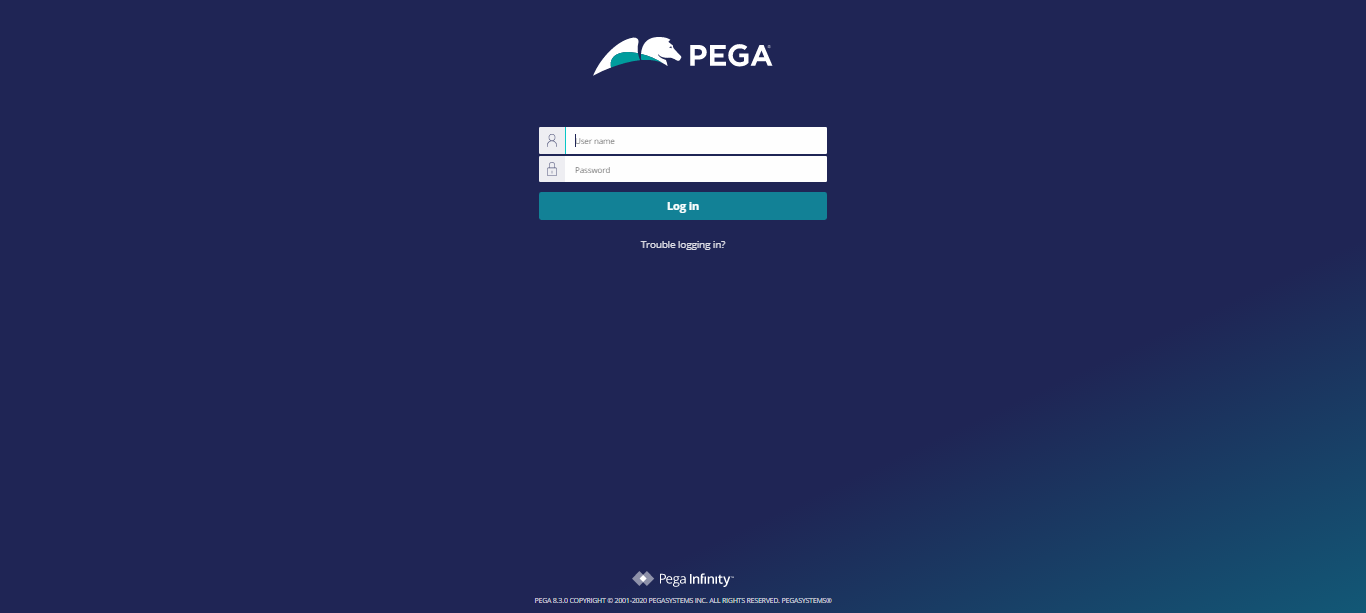 PEGA
User name
Password
Log in
Trouble logging in?
Pega Infinity™
PEGA 8.3.0 COPYRIGHT © 2001-2020 PEGASYSTEMS INC. ALL RIGHTS RESERVED. PEGASYSTEMS®